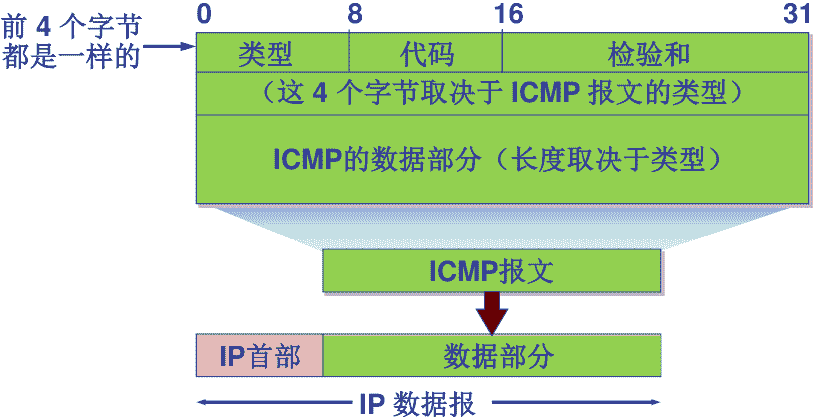 0 8 16 31
前 4 个字节
都是一样的
类型 代码 检验和
（这 4 个字节取决于 ICMP 报文的类型）
ICMP的数据部分（长度取决于类型）
ICMP报文
IP首部 数据部分
IP 数据报